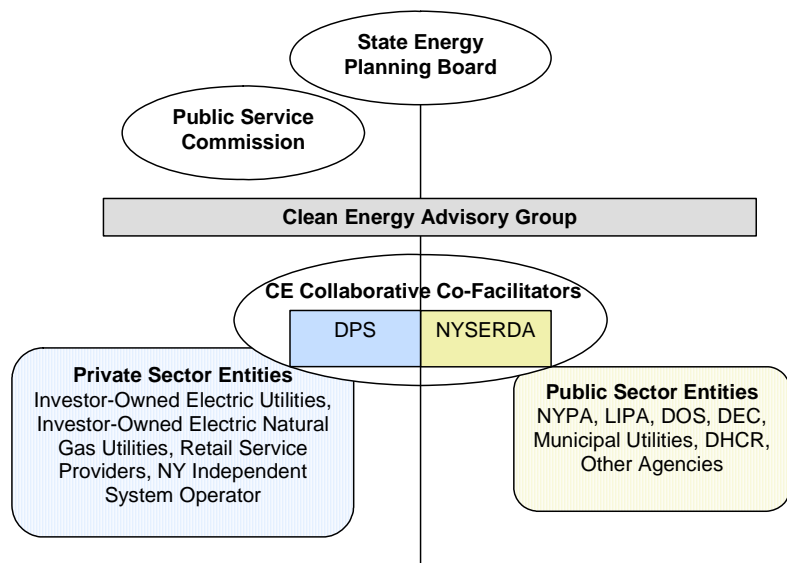 State Energy
Planning Board
Public Service
Commission
Clean Energy Advisory Group
CE Collaborative Co-Facilitators
DPS
NYSERDA
Private Sector Entities
Investor-Owned Electric Utilities,
Investor-Owned Electric Natural
Gas Utilities, Retail Service
Providers, NY Independent
System Operator
Public Sector Entities
NYPA, LIPA, DOS, DEC,
Municipal Utilities, DHCR,
Other Agencies